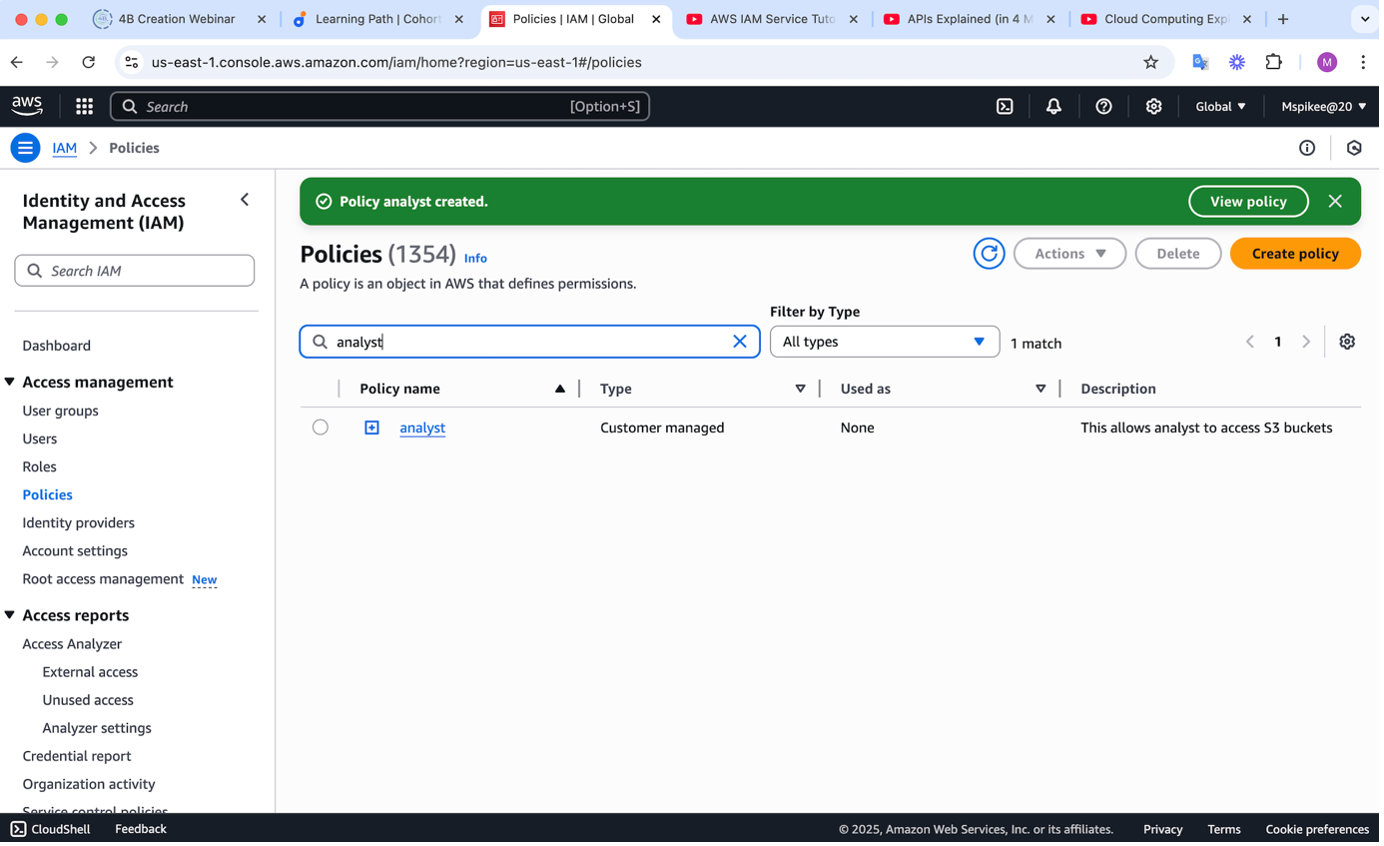 4B Creation Webinar
Learning Path | Cohor
Policies | IAM | Global
AWS IAM Service Tuto
APIs Explained (in 4 M
Cloud Computing Exp
us-east-1.console.aws.amazon.com/iam/home?region=us-east-1#/policies
M
aws
Search
[Option+S]
Global
Mspikee@20
IAM
Policies
Identity and Access
Management (IAM)
Search IAM
Dashboard
Access management
User groups
Users
Roles
Policies
Identity providers
Account settings
Root access management New
Access reports
Access Analyzer
External access
Unused access
Analyzer settings
Credential report
Organization activity
Service control policies
Policy analyst created.
View policy
Policies (1354) Info
Actions
Delete
Create policy
A policy is an object in AWS that defines permissions.
Filter by Type
analyst
All types
1 match
1
Policy name
Type
Used as
Description
analyst
Customer managed
None
This allows analyst to access S3 buckets
CloudShell
Feedback
© 2025, Amazon Web Services, Inc. or its affiliates.
Privacy
Terms
Cookie preferences